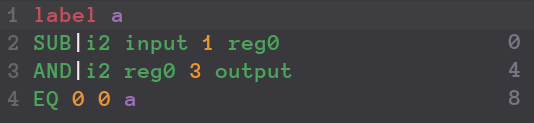 1 label a
2 SUB|i2 input 1 reg0 0
3 AND|i2 reg0 3 output 4
4 EQ 0 0 a 8